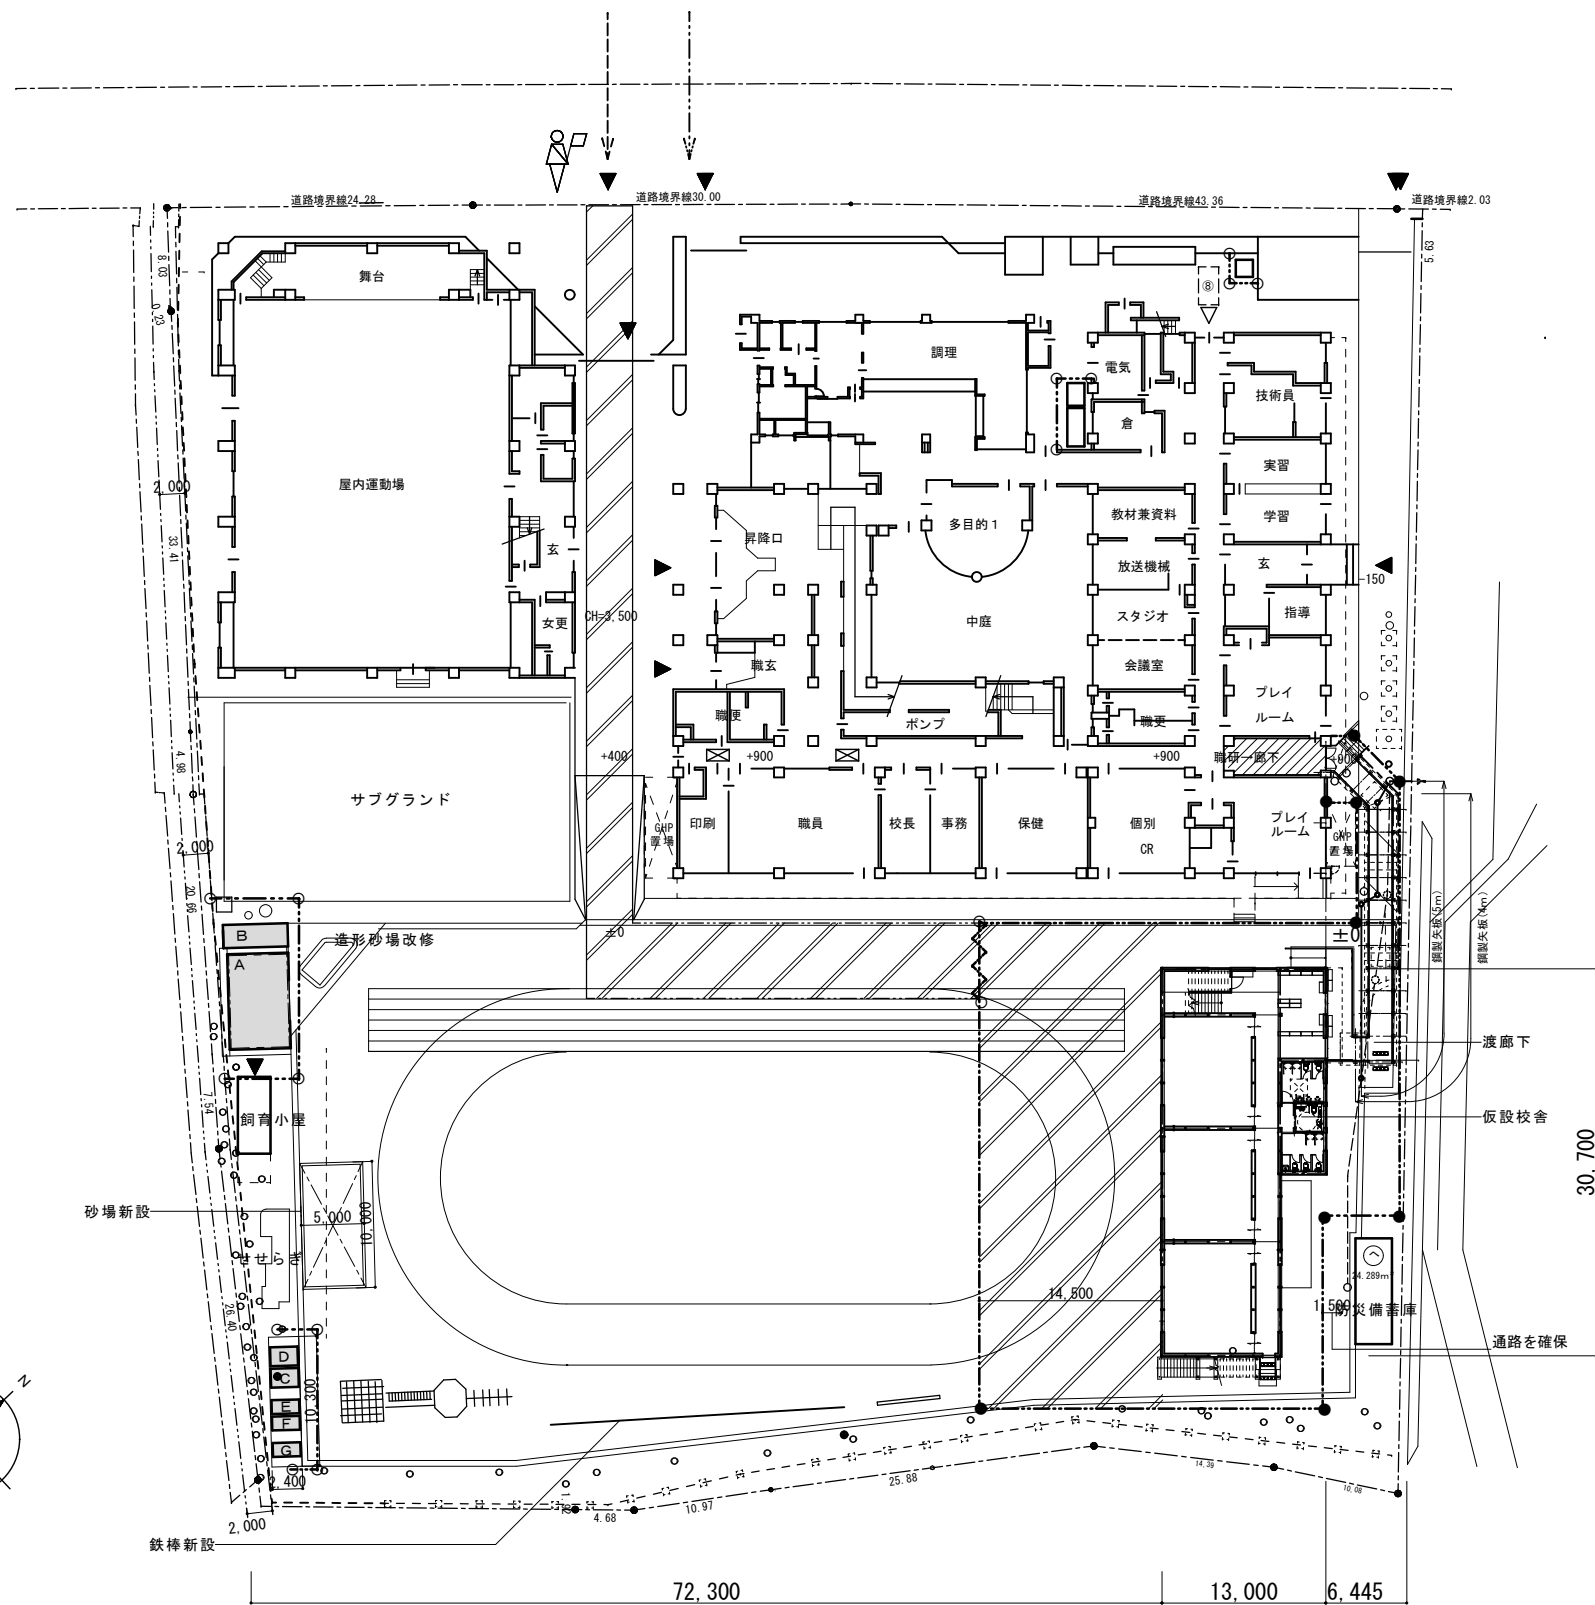 道路境界線24.28
道路境界線30.00
道路境界線43.36
道路境界線2.03
8.03
0.23
5.63
舞台
⑧
調理
電気
技術員
倉
屋内運動場
2,000
33.41
実習
学習
教材兼資料
多目的1
昇降口
玄
放送機械
玄
-150
CH=3,500
女更
中庭
スタジオ
指導
職玄
会議室
プレイ
ルーム
職更
ポンプ
職更
4.98
+400
+900
+900
職研→廊下
+900
サブグランド
GHP
置場
印刷
職員
校長
事務
保健
個別
CR
プレイ
ルーム
GHP
置場
2,000
20.66
鋼製矢板(5m)
鋼製矢板(4m)
B
造形砂場改修
±0
±0
A
渡廊下
7.54
飼育小屋
仮設校舎
30,700
砂場新設
5,000
10,000
せせらぎ
24.289m²
14,500
1,500
防災備蓄庫
26.40
通路を確保
D
C
E
F
G
10,300
N
2,400
2,000
4.68
10.97
25.88
14.39
10.08
鉄棒新設
72,300
13,000
6,445